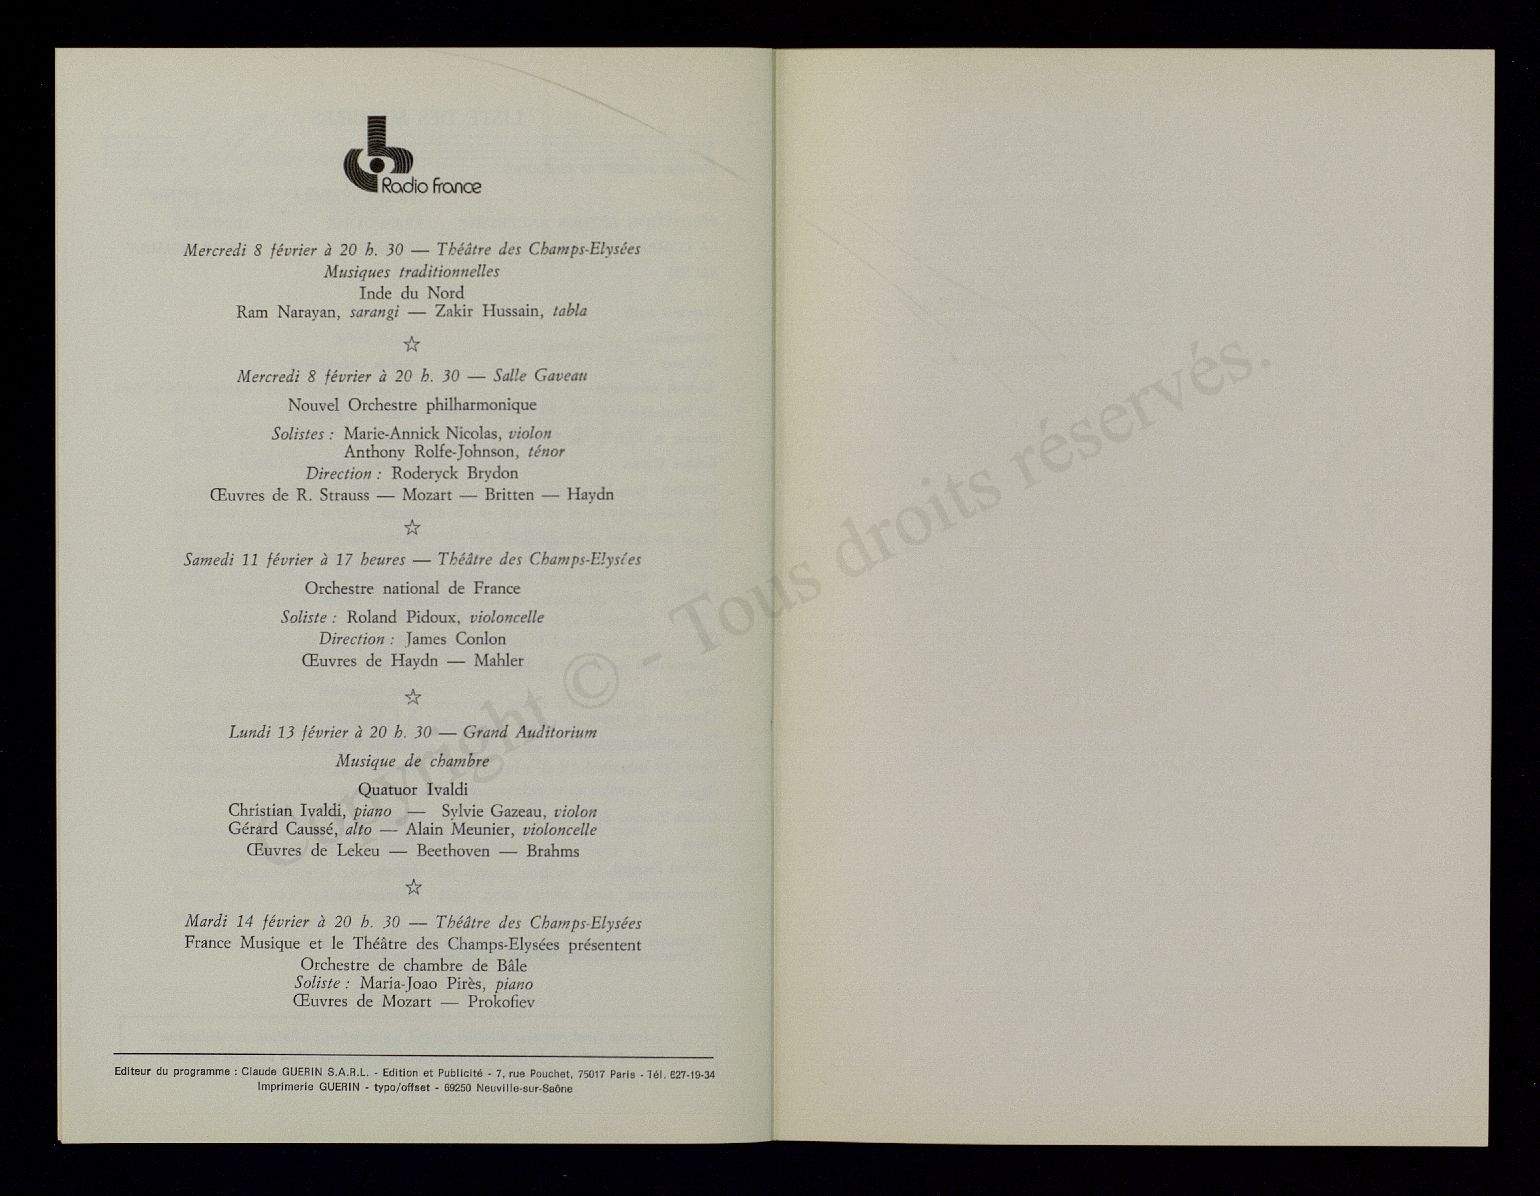 Radio France
Mercredi 8 février à 20 h. 30 — Théâtre des Champs-Elysées
Musiques traditionnelles
Inde du Nord
Ram Narayan, sarangi — Zakir Hussain, tabla
☆
Mercredi 8 février à 20 h. 30 — Salle Gaveau
Nouvel Orchestre philharmonique
Solistes : Marie-Annick Nicolas, violon
Anthony Rolfe-Johnson, ténor
Direction : Roderyck Brydon
Œuvres de R. Strauss — Mozart — Britten — Haydn
☆
Samedi 11 février à 17 heures — Théâtre des Champs-Elysées
Orchestre national de France
Soliste : Roland Pidoux, violoncelle
Direction : James Conlon
Œuvres de Haydn — Mahler
☆
Lundi 13 février à 20 h. 30 — Grand Auditorium
Musique de chambre
Quatuor Ivaldi
Christian Ivaldi, piano — Sylvie Gazeau, violon
Gérard Caussé, alto — Alain Meunier, violoncelle
Œuvres de Lekeu — Beethoven — Brahms
☆
Mardi 14 février à 20 h. 30 — Théâtre des Champs-Elysées
France Musique et le Théâtre des Champs-Elysées présentent
Orchestre de chambre de Bâle
Soliste : Maria-Joao Pirès, piano
Œuvres de Mozart — Prokofiev
Editeur du programme : Claude GUERIN S.A.R.L. - Edition et Publicité - 7, rue Pouchet, 75017 Paris - Tél. 627-19-34
Imprimerie GUERIN - typo/offset - 69250 Neuville-sur-Saône
Copyright © - Tous droits réservés.